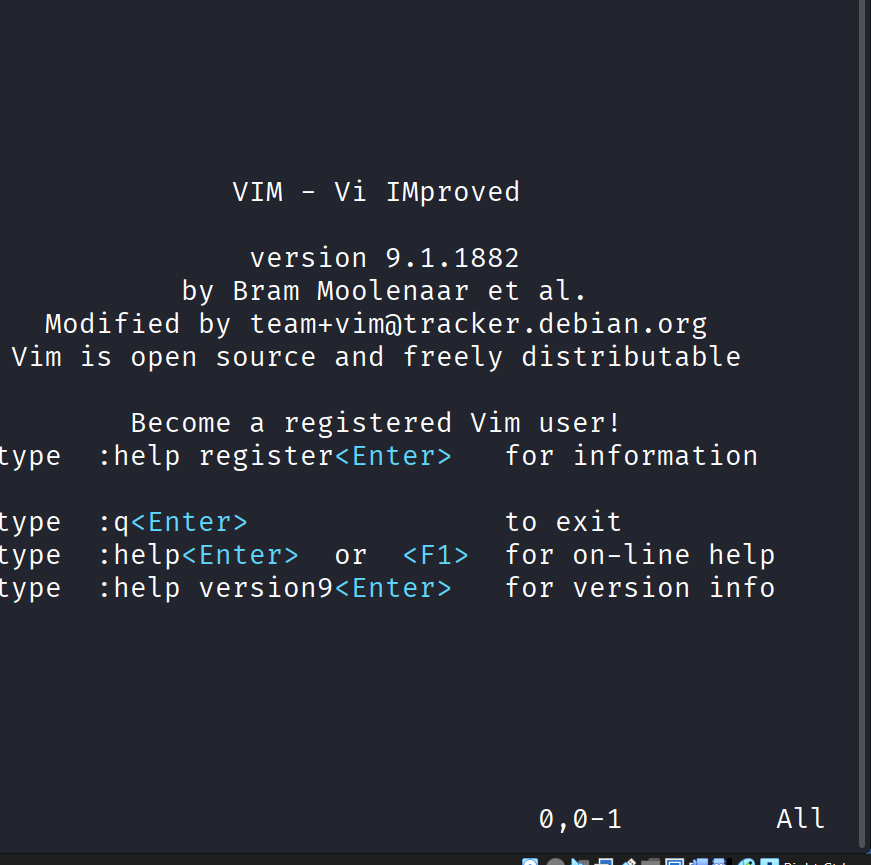 VIM - Vi IMproved
version 9.1.1882
by Bram Moolenaar et al.
Modified by team+vim@tracker.debian.org
Vim is open source and freely distributable
Become a registered Vim user!
type :help register<Enter> for information
type :q<Enter> to exit
type :help<Enter> or <F1> for on-line help
type :help version9<Enter> for version info
0,0-1 All